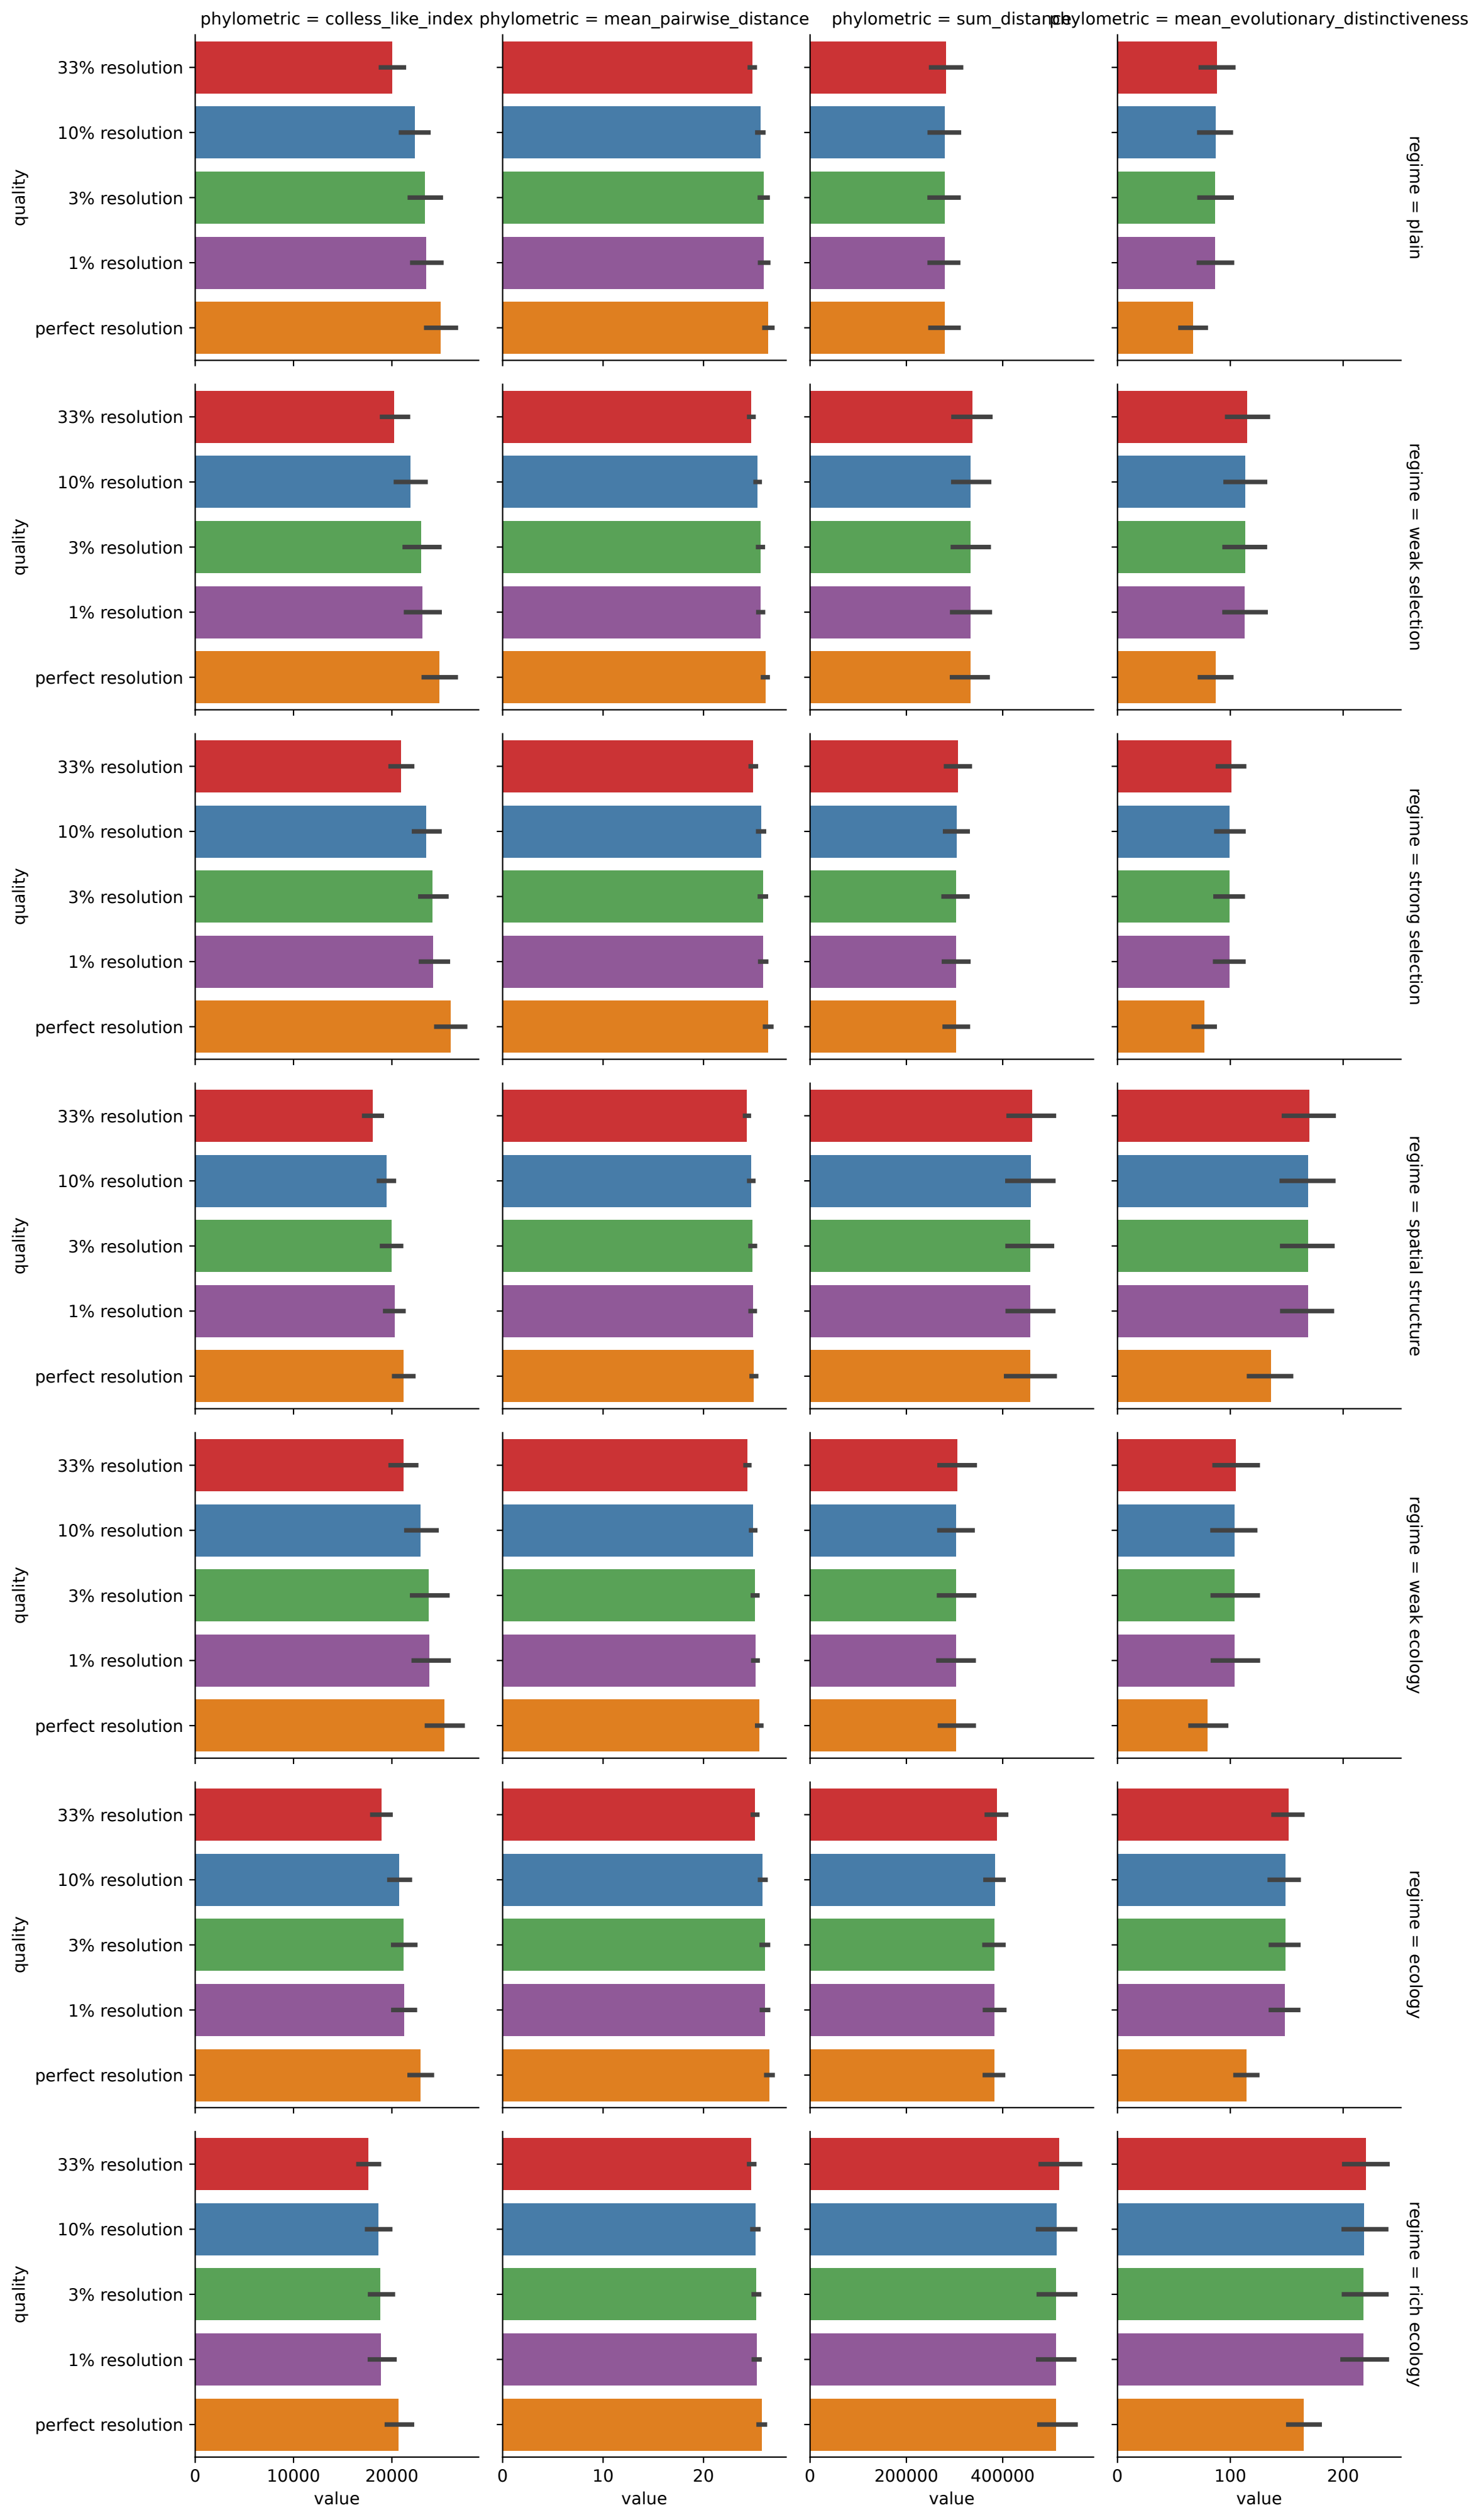 phylometric = colless_like_index
phylometric = mean_pairwise_distance
phylometric = sum_distance
phylometric = mean_evolutionary_distinctiveness
33% resolution
10% resolution
3% resolution
1% resolution
perfect resolution
quality
regime = plain
33% resolution
10% resolution
3% resolution
1% resolution
perfect resolution
quality
regime = weak selection
33% resolution
10% resolution
3% resolution
1% resolution
perfect resolution
quality
regime = strong selection
33% resolution
10% resolution
3% resolution
1% resolution
perfect resolution
quality
regime = spatial structure
33% resolution
10% resolution
3% resolution
1% resolution
perfect resolution
quality
regime = weak ecology
33% resolution
10% resolution
3% resolution
1% resolution
perfect resolution
quality
regime = ecology
33% resolution
10% resolution
3% resolution
1% resolution
perfect resolution
quality
regime = rich ecology
0 10000 20000
0 10 20
0 200000 400000
0 100 200
value
value
value
value